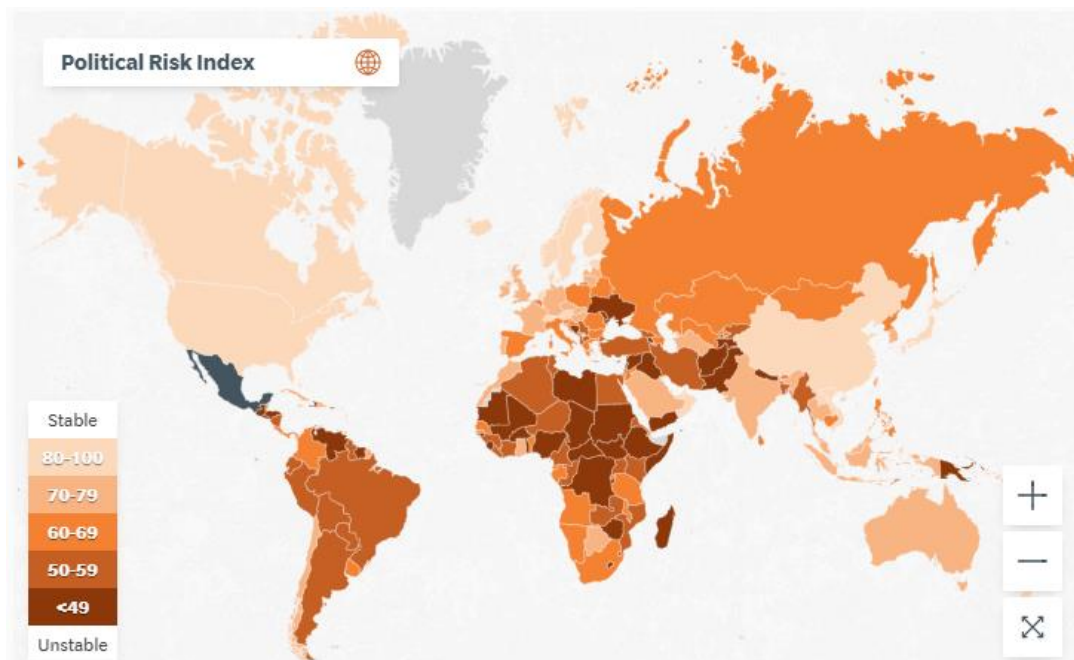 Political Risk Index
Stable
80-100
70-79
60-69
50-59
<49
Unstable